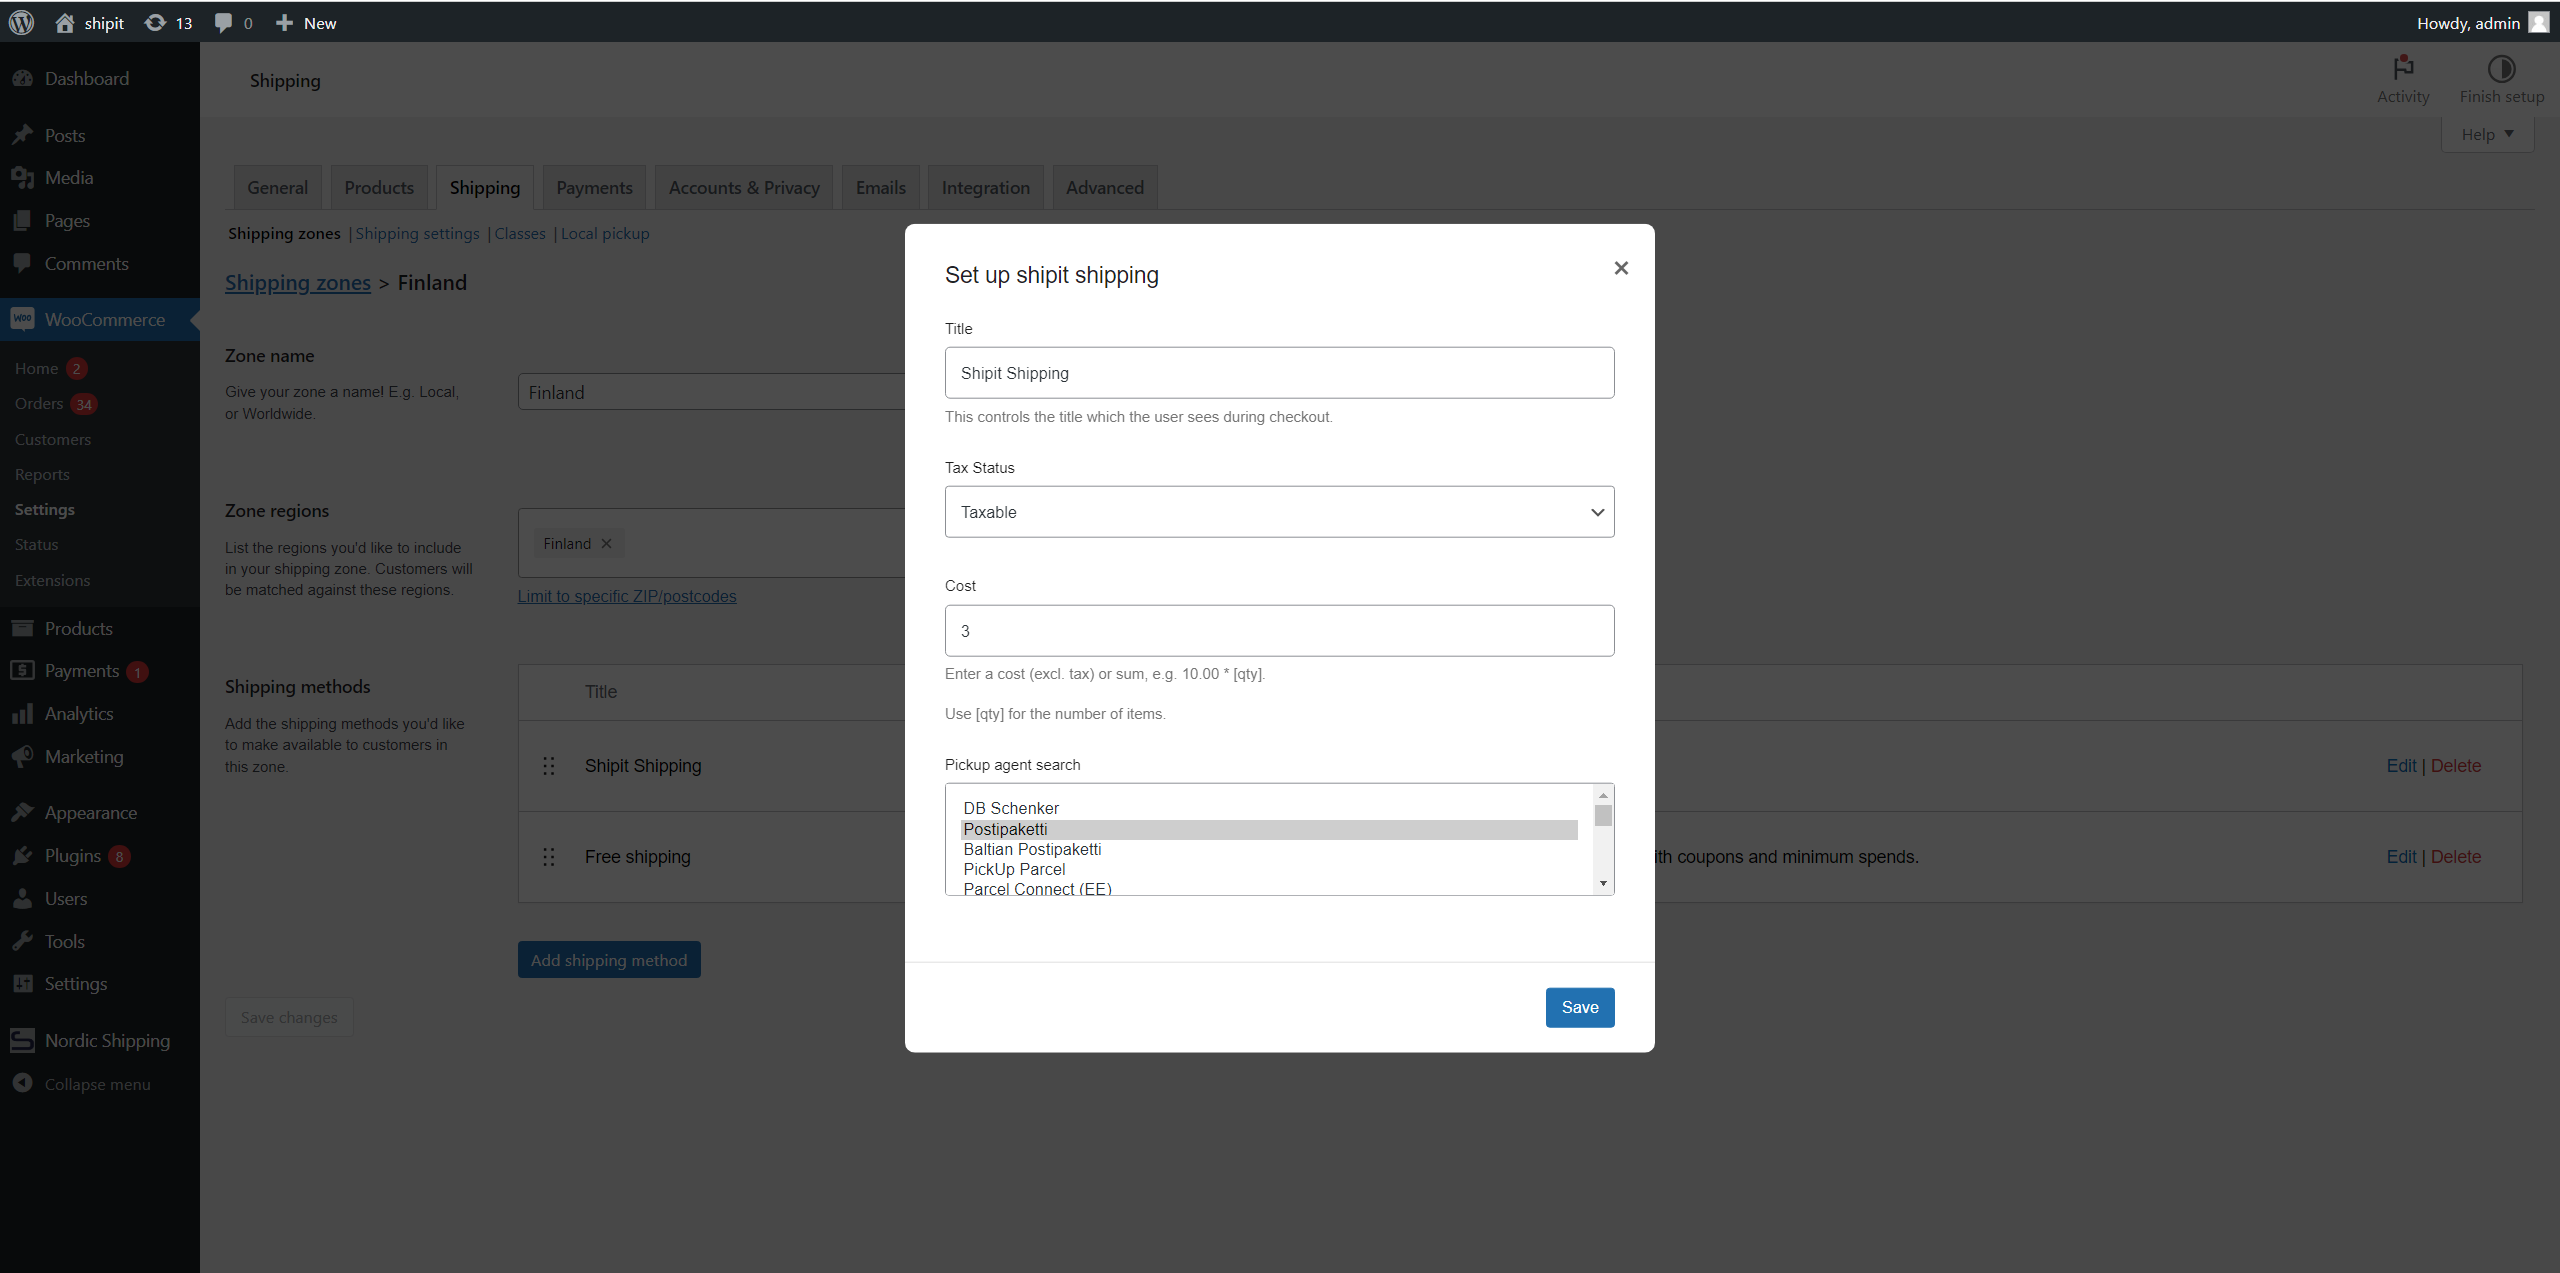 shipit 13 0 New Howdy, admin
Dashboard
Posts
Media
Pages
Comments
Woo WooCommerce
Home 2
Orders 34
Customers
Reports
Settings
Status
Extensions
Products
Payments 1
Analytics
Marketing
Appearance
Plugins 8
Users
Tools
Settings
Nordic Shipping
Collapse menu
Shipping
Activity
Finish setup
Help
General Products Shipping Payments Accounts & Privacy Emails Integration Advanced
Shipping zones | Shipping settings | Classes | Local pickup
Shipping zones > Finland
Zone name
Give your zone a name! E.g. Local,
or Worldwide.
Finland
Zone regions
List the regions you'd like to include
in your shipping zone. Customers will
be matched against these regions.
Finland
Limit to specific ZIP/postcodes
Shipping methods
Add the shipping methods you'd like
to make available to customers in
this zone.
Title
Shipit Shipping
Edit | Delete
Free shipping
ith coupons and minimum spends.
Edit | Delete
Add shipping method
Save changes
Set up shipit shipping
Title
Shipit Shipping
This controls the title which the user sees during checkout.
Tax Status
Taxable
Cost
3
Enter a cost (excl. tax) or sum, e.g. 10.00 * [qty].
Use [qty] for the number of items.
Pickup agent search
DB Schenker
Postipaketti
Baltian Postipaketti
PickUp Parcel
Parcel Connect (EE)
Save